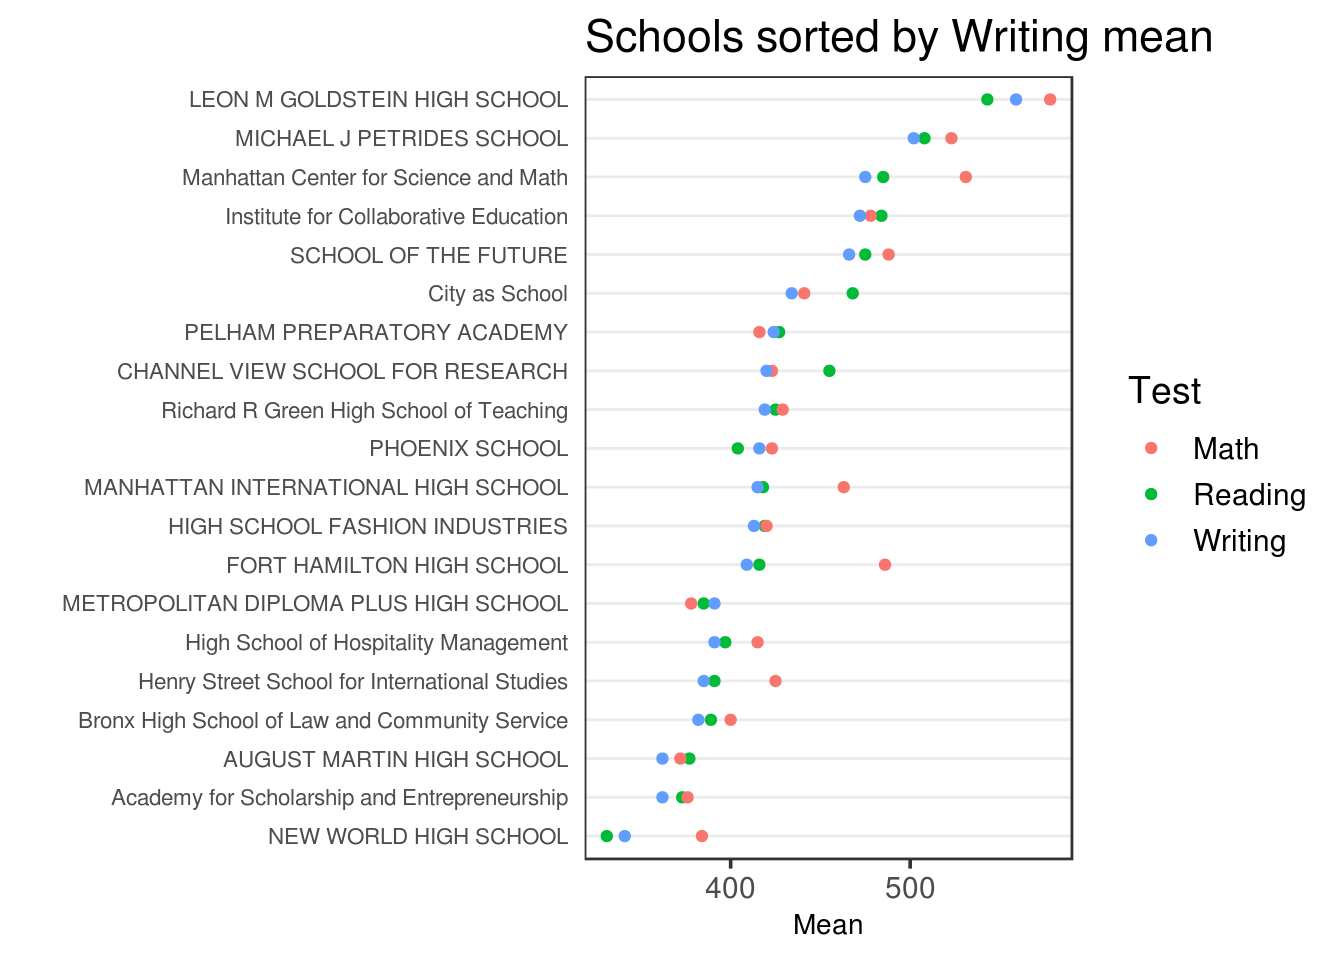 Schools sorted by Writing mean
LEON M GOLDSTEIN HIGH SCHOOL
MICHAEL J PETRIDES SCHOOL
Manhattan Center for Science and Math
Institute for Collaborative Education
SCHOOL OF THE FUTURE
City as School
PELHAM PREPARATORY ACADEMY
CHANNEL VIEW SCHOOL FOR RESEARCH
Richard R Green High School of Teaching
PHOENIX SCHOOL
MANHATTAN INTERNATIONAL HIGH SCHOOL
HIGH SCHOOL FASHION INDUSTRIES
FORT HAMILTON HIGH SCHOOL
METROPOLITAN DIPLOMA PLUS HIGH SCHOOL
High School of Hospitality Management
Henry Street School for International Studies
Bronx High School of Law and Community Service
AUGUST MARTIN HIGH SCHOOL
Academy for Scholarship and Entrepreneurship
NEW WORLD HIGH SCHOOL
400 500
Mean
Test
Math
Reading
Writing